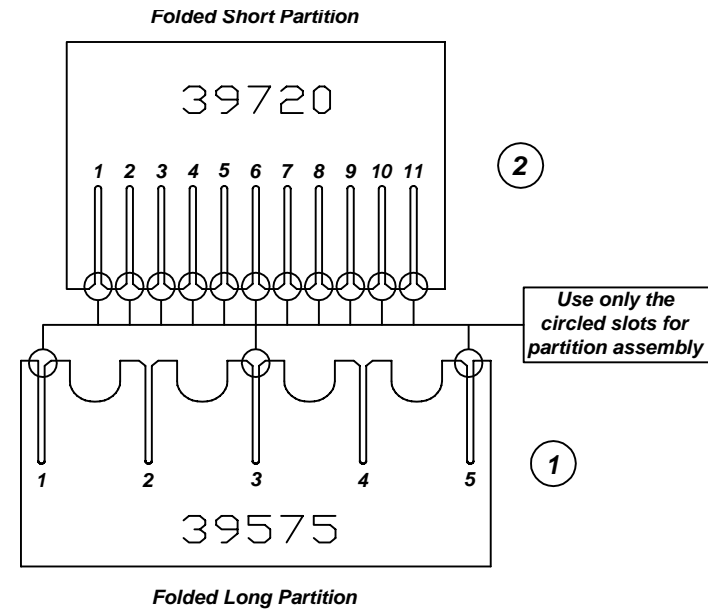 Folded Short Partition
39720
1 2 3 4 5 6 7 8 9 10 11
2
Use only the
circled slots for
partition assembly
1 2 3 4 5
1
39575
Folded Long Partition